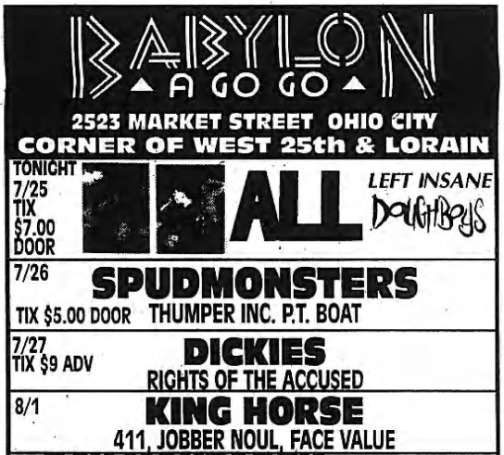 BABYLON
A GO GO
2523 MARKET STREET OHIO CITY
CORNER OF WEST 25th & LORAIN
TONIGHT
7/25
TIX
$7.00
DOOR
ALL
LEFT INSANE
DOUGHBOYS
7/26
SPUDMONSTERS
TIX $5.00 DOOR THUMPER INC. P.T. BOAT
7/27
TIX $9 ADV
DICKIES
RIGHTS OF THE ACCUSED
8/1
KING HORSE
411, JOBBER NOUL, FACE VALUE